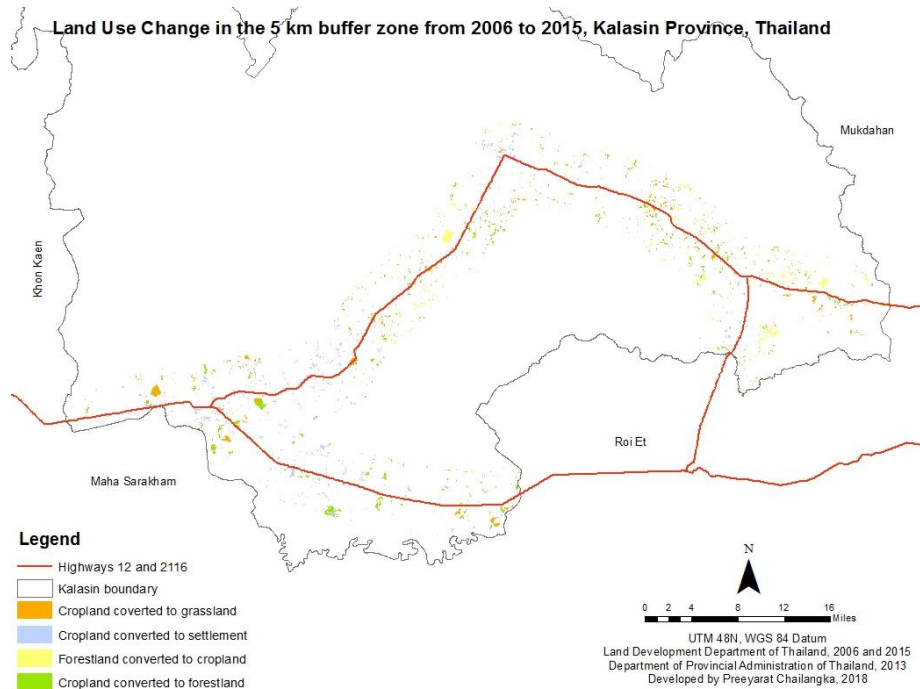 Land Use Change in the 5 km buffer zone from 2006 to 2015, Kalasin Province, Thailand
Mukdahan
Khon Kaen
Roi Et
Maha Sarakham
Legend
Highways 12 and 2116
Kalasin boundary
Cropland coverted to grassland
Cropland converted to settlement
Forestland converted to cropland
Cropland converted to forestland
N
0 2 4 8 12 16
Miles
UTM 48N, WGS 84 Datum
Land Development Department of Thailand, 2006 and 2015
Department of Provincial Administration of Thailand, 2013
Developed by Preeyarat Chailangka, 2018